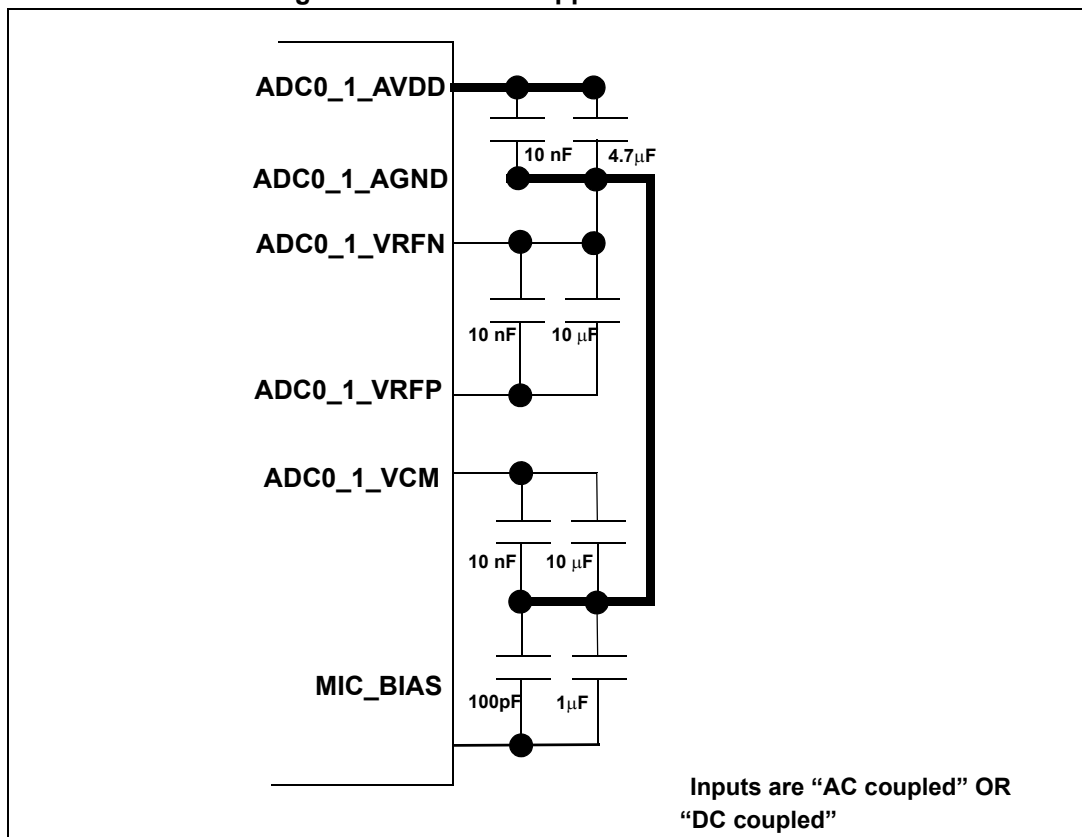 ADC0_1_AVDD
10 nF
4.7μF
ADC0_1_AGND
ADC0_1_VRFN
10 nF
10 μF
ADC0_1_VRFP
ADC0_1_VCM
10 nF
10 μF
MIC_BIAS
100pF
1μF
Inputs are “AC coupled” OR
“DC coupled”